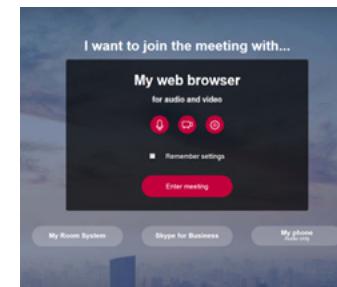 I want to join the meeting with...
My web browser
for audio and video
Remember settings
Enter meeting
My Room System
Skype for Business
My phone
Audio only